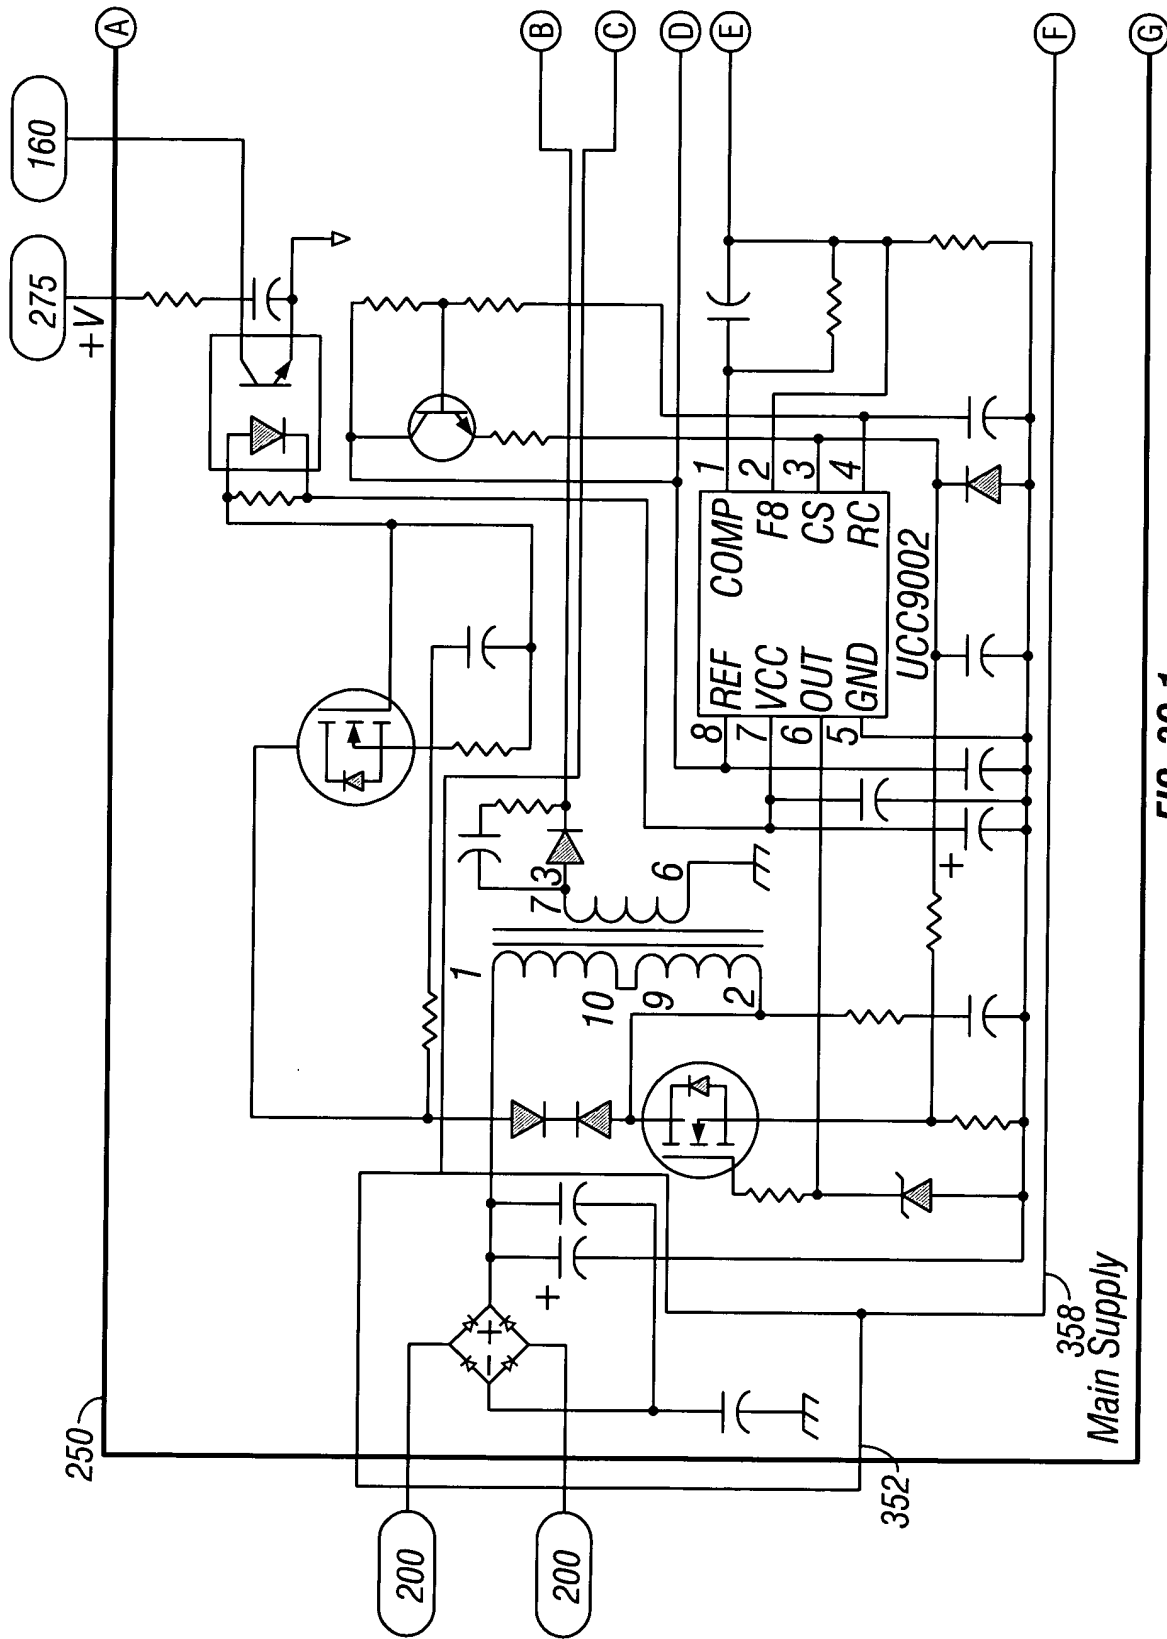 A
160
275
+V
B
C
D
E
F
G
250
1
2
3
4
COMP
F8
CS
RC
REF
VCC
OUT
GND
8
7
6
5
UCC9002
1
10
9
2
7
3
6
+
+
+
−
200
200
352
358
Main Supply